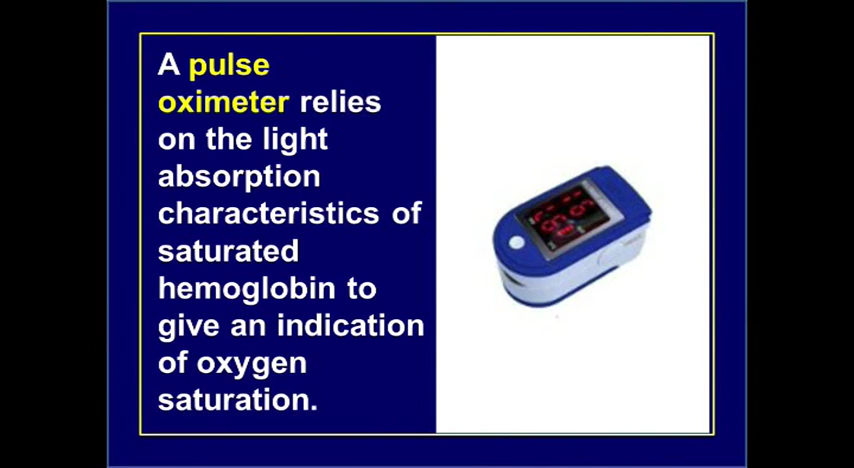 A pulse
oximeter relies
on the light
absorption
characteristics of
saturated
hemoglobin to
give an indication
of oxygen
saturation.